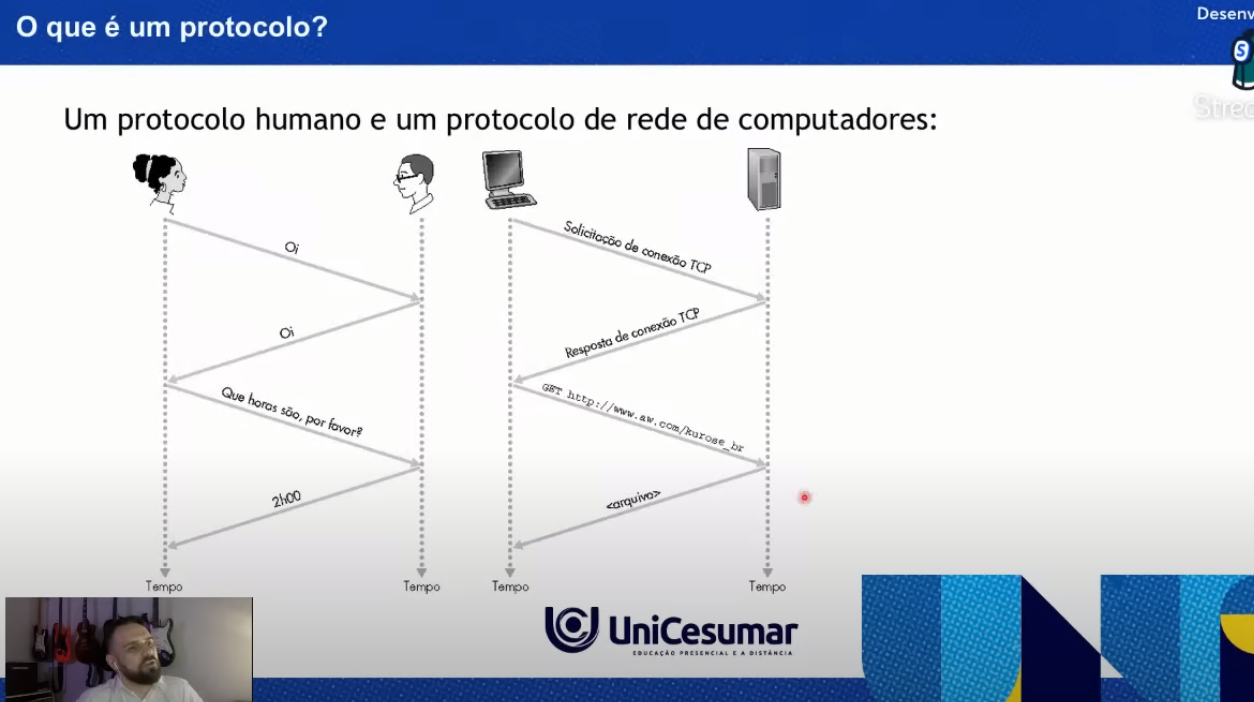 O que é um protocolo?
Desenv
S
Strea
Um protocolo humano e um protocolo de rede de computadores:
Oi
Oi
Que horas são, por favor?
2h00
Tempo
Tempo
Solicitação de conexão TCP
Resposta de conexão TCP
GET http://www.aw.com/kurose_br
<arquivo>
Tempo
Tempo
UniCesumar
EDUCAÇÃO PRESENCIAL E A DISTÂNCIA